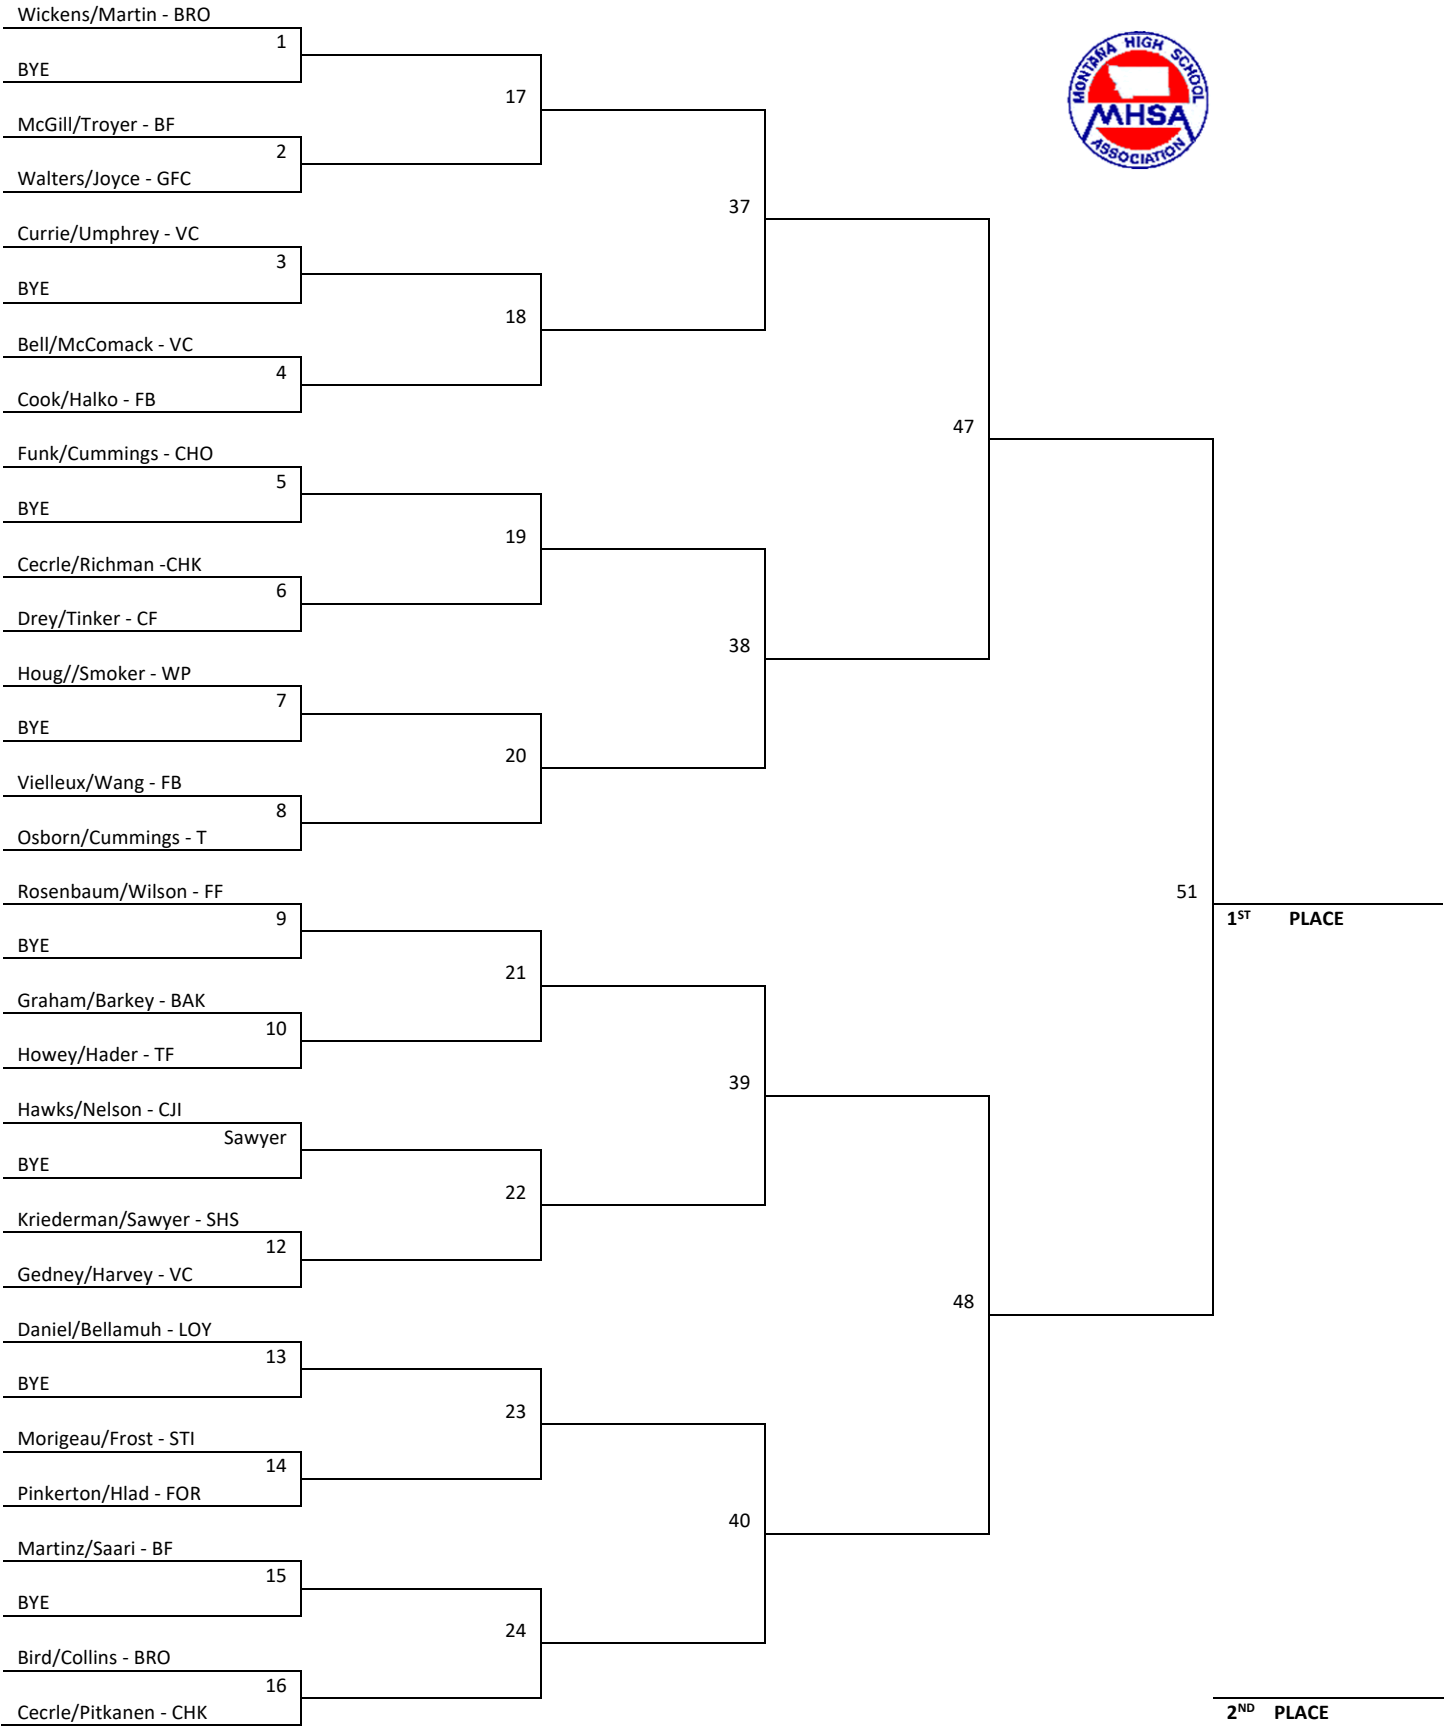 Wickens/Martin - BRO
1
BYE
17
McGill/Troyer - BF
2
Walters/Joyce - GFC
37
Currie/Umphrey - VC
3
BYE
18
Bell/McComack - VC
4
Cook/Halko - FB
47
Funk/Cummings - CHO
5
BYE
19
Cecrle/Richman -CHK
6
Drey/Tinker - CF
38
Houg//Smoker - WP
7
BYE
20
Vielleux/Wang - FB
8
Osborn/Cummings - T
51
Rosenbaum/Wilson - FF
9
BYE
21
Graham/Barkey - BAK
10
Howey/Hader - TF
39
Hawks/Nelson - CJI
Sawyer
BYE
22
Kriederman/Sawyer - SHS
12
Gedney/Harvey - VC
48
Daniel/Bellamuh - LOY
13
BYE
23
Morigeau/Frost - STI
14
Pinkerton/Hlad - FOR
40
Martinz/Saari - BF
15
BYE
24
Bird/Collins - BRO
16
Cecrle/Pitkanen - CHK
1ST PLACE
2ND PLACE
MONTANA HIGH SCHOOL
MHSA
ASSOCIATION